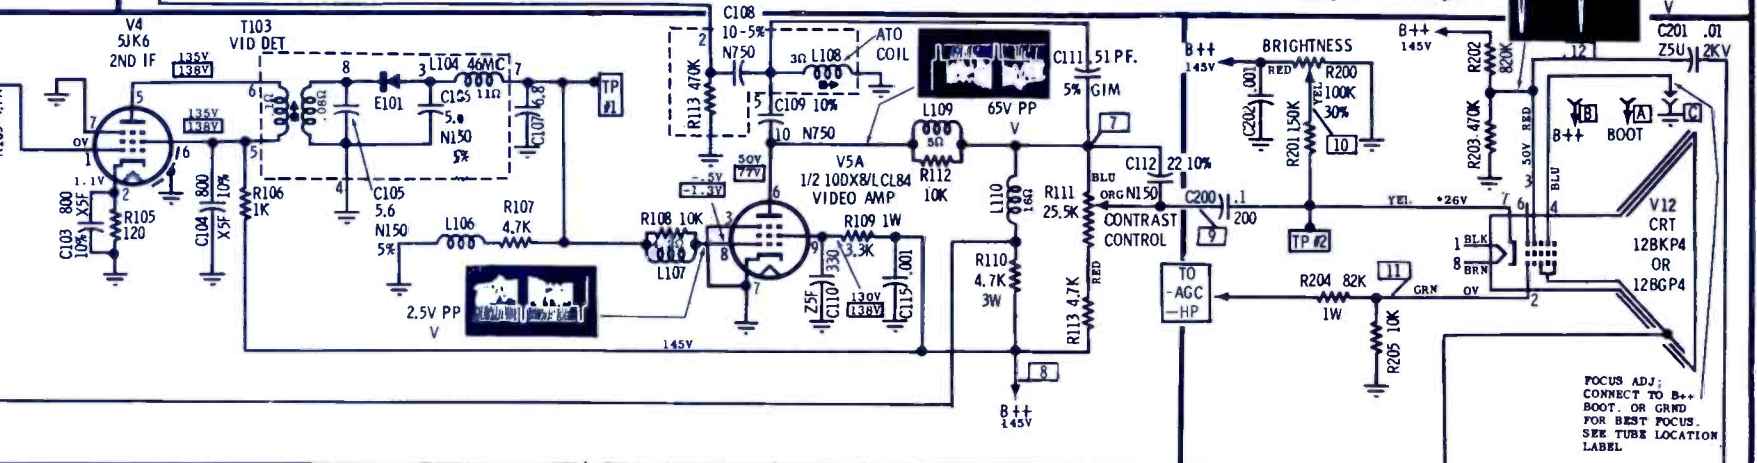 V4
5JK6
2ND IF
T103
VID DET
135V
138V
L104 46MC
11Ω
E101
.08Ω
5
6
7
0V
1
1.1V
2
C103 800
10% X5F
R105
120
C104 800
X5F 10%
135V
138V
R106
1K
8
3
7
4
5
N150
5%
C105
5.6
N150
5%
C107 6.8
TP
#1
L106
R107
4.7K
R108 10K
L107
2.5V PP
V
145V
C108
10-5%
N750
2
R113 470K
3Ω
L108
ATO
COIL
5
C109 10%
10
N750
65V PP
V
50V
77V
-.5V
-1.3V
V5A
1/2 10DX8/LCL84
VIDEO AMP
6
3
8
9
7
R109 1W
3.3K
Z5F
C110 330
130V
138V
C115 .001
L109
5Ω
R112
10K
C111 .51 PF.
5% GIM
7
L110
16Ω
BLU
R111
25.5K
ORG
C112 22 10%
N150
CONTRAST
CONTROL
RED
R110
4.7K
3W
R113 4.7K
8
B++
145V
B++
145V
BRIGHTNESS
RED
R200
100K
30%
YEL
C202 .001
R201 150K
10
C200 .1
200
9
TP #2
TO
-AGC
-HP
YEL
*26V
R204 82K
1W
11
GRN
0V
R205 10K
B++
145V
R202
820K
R203 470K
V
C201 .01
Z5U 2KV
12
50V RED
BLU
3
4
6
7
2
1 BLK
8 BRN
B
A
C
B++
BOOT
V12
CRT
12BKP4
OR
12BGP4
FOCUS ADJ;
CONNECT TO B++
BOOT. OR GRND
FOR BEST FOCUS.
SEE TUBE LOCATION
LABEL